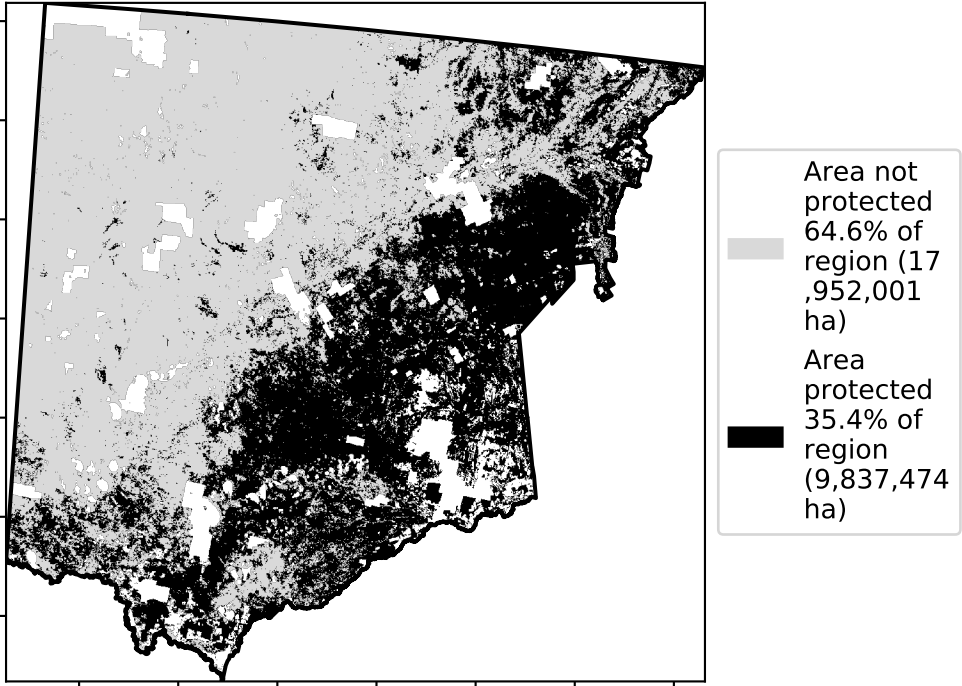 Area not
protected
64.6% of
region (17
,952,001
ha)
Area
protected
35.4% of
region
(9,837,474
ha)